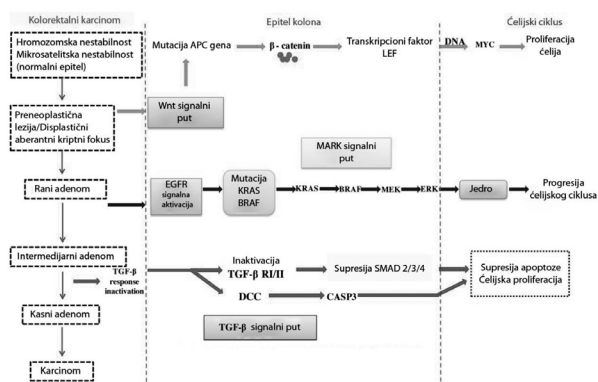 Kolorektalni karcinom
Epitel kolona
Ćelijski ciklus
Hromozomska nestabilnost
Mikrosatelitska nestabilnost
(normalni epitel)
Mutacija APC gena
β - catenin
Transkripcioni faktor
LEF
DNA
MYC
Proliferacija
ćelija
Preneoplastična
lezija/Displastični
aberantni kriptni fokus
Wnt signalni
put
MARK signalni
put
Rani adenom
EGFR
signalna
aktivacija
Mutacija
KRAS
BRAF
KRAS
BRAF
MEK
ERK
Jedro
Progresija
ćelijskog ciklusa
Intermedijarni adenom
TGF-β
response
inactivation
Inaktivacija
TGF-β RI/II
Supresija SMAD 2/3/4
DCC
CASP3
Supresija apoptoze
Ćelijska proliferacija
Kasni adenom
TGF-β signalni put
Karcinom